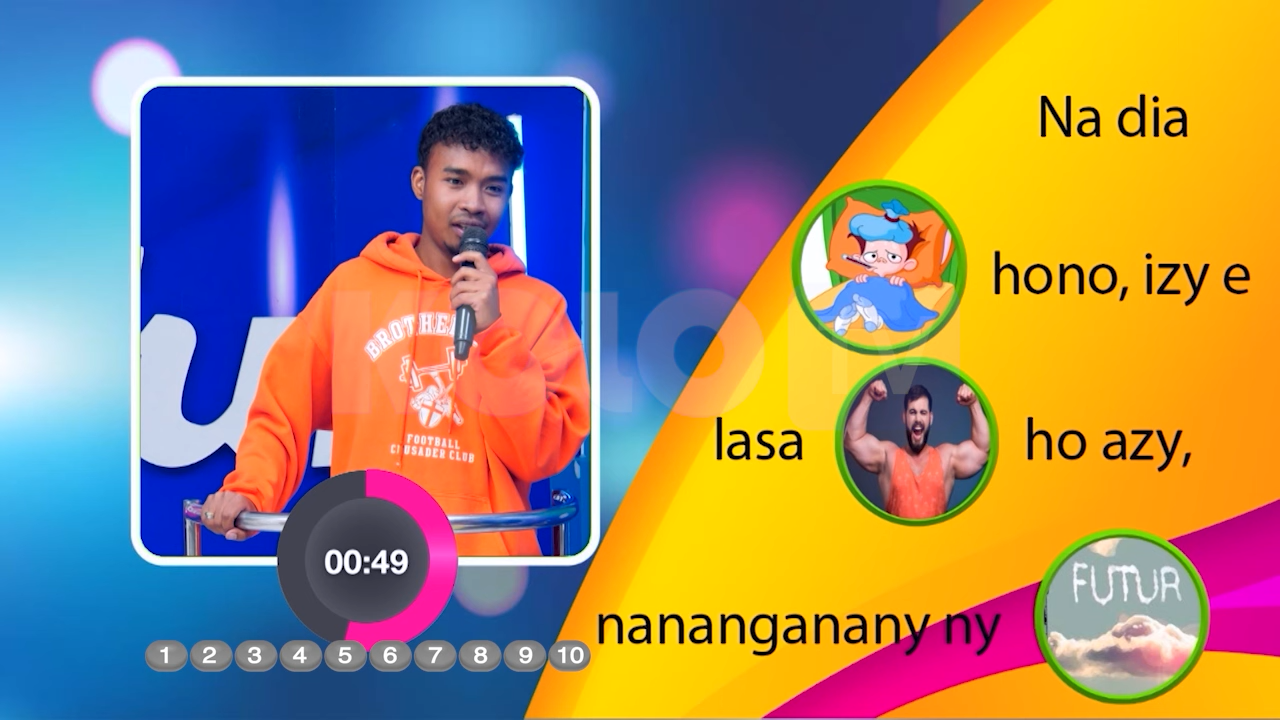 Na dia
hono, izy e
lasa
ho azy,
nananganany ny
FUTUR
BROTHE
FOOTBALL
CRUSADER CLUB
00:49
1 2 3 4 5 6 7 8 9 10